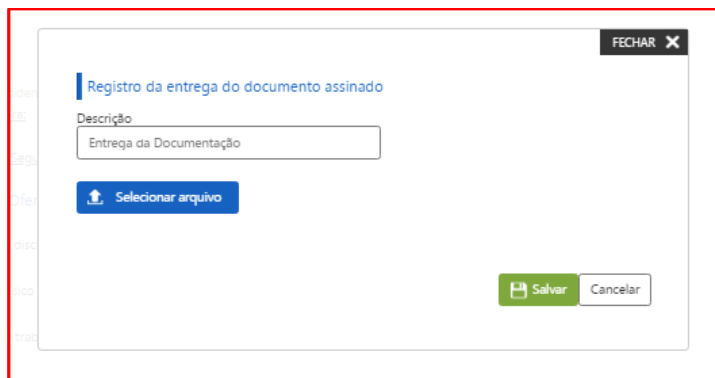 FECHAR X
Registro da entrega do documento assinado
Descrição
Entrega da Documentação
Selecionar arquivo
Salvar
Cancelar